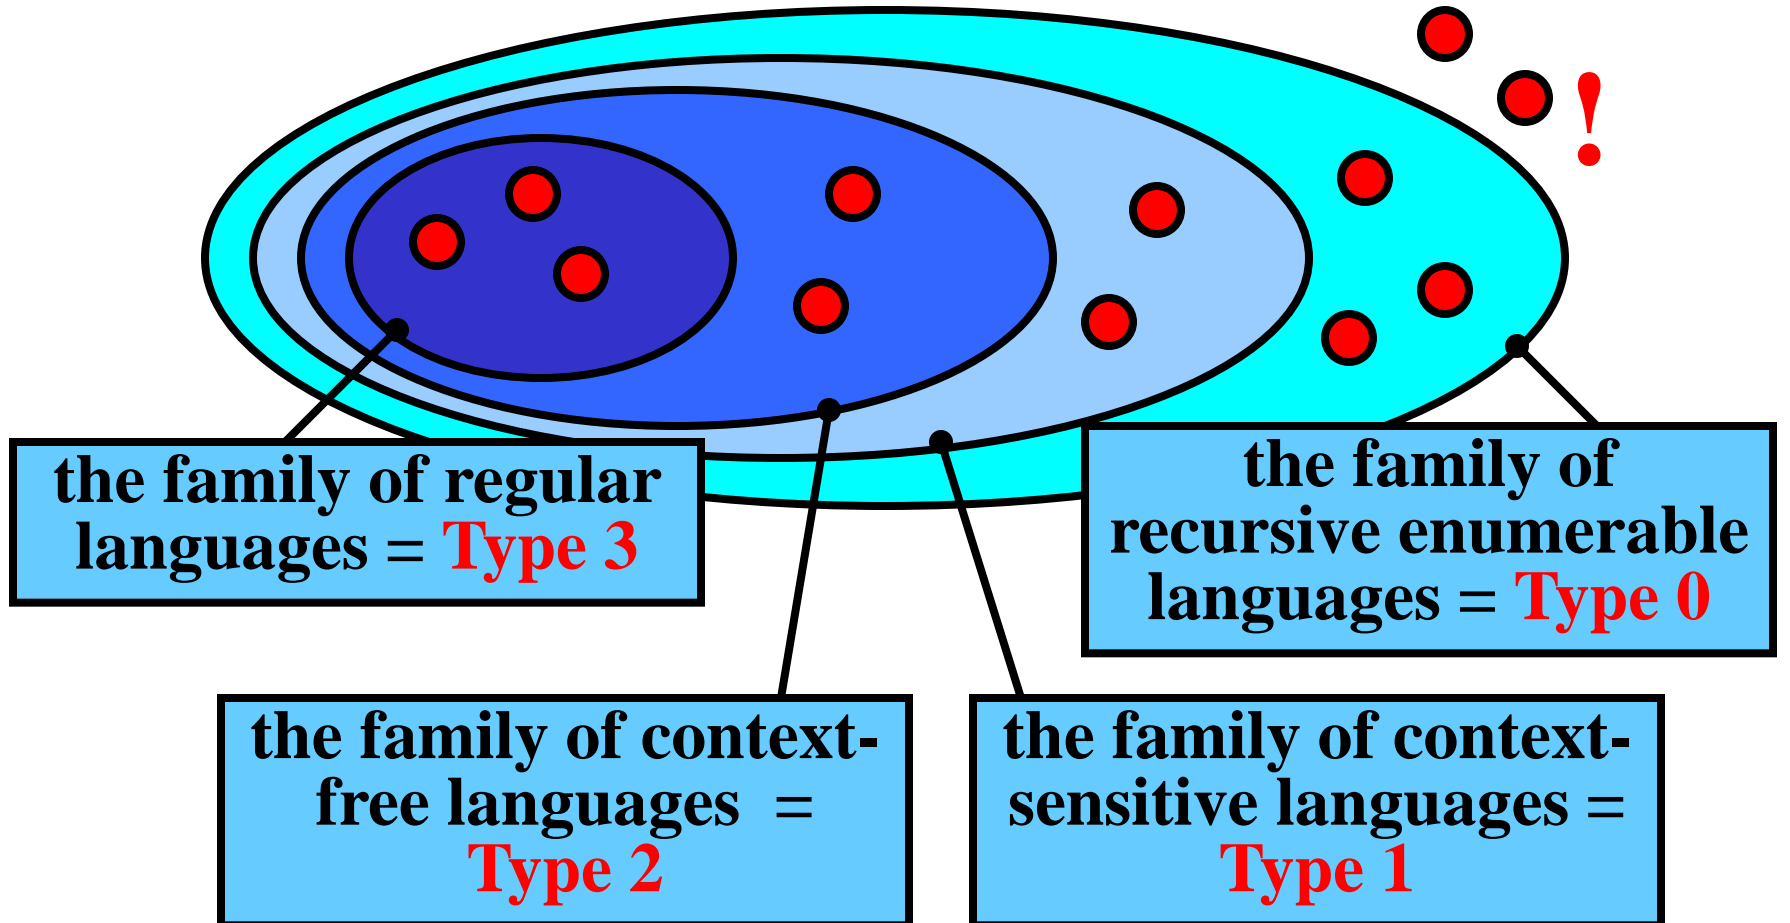 !
the family of regular
languages = Type 3
the family of
recursive enumerable
languages = Type 0
the family of context-
free languages =
Type 2
the family of context-
sensitive languages =
Type 1